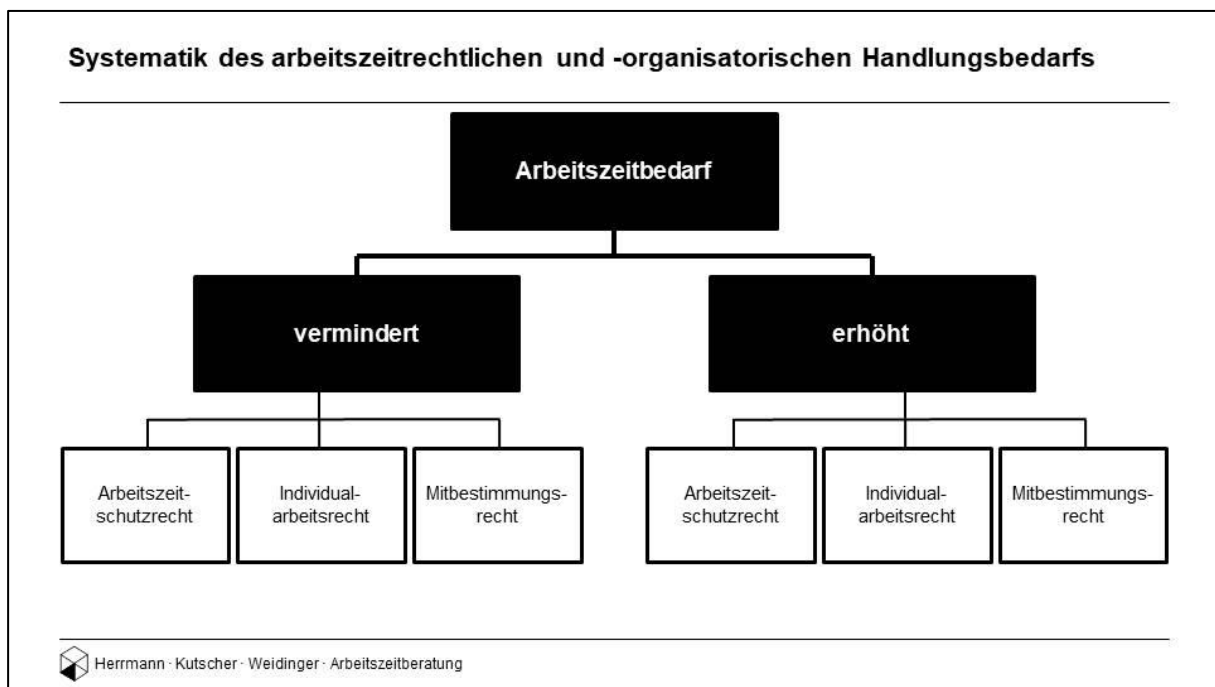 Systematik des arbeitszeitrechtlichen und -organisatorischen Handlungsbedarfs
Arbeitszeitbedarf
vermindert
erhöht
Arbeitszeit-
schutzrecht
Individual-
arbeitsrecht
Mitbestimmungs-
recht
Arbeitszeit-
schutzrecht
Individual-
arbeitsrecht
Mitbestimmungs-
recht
Herrmann · Kutscher · Weidinger · Arbeitszeitberatung